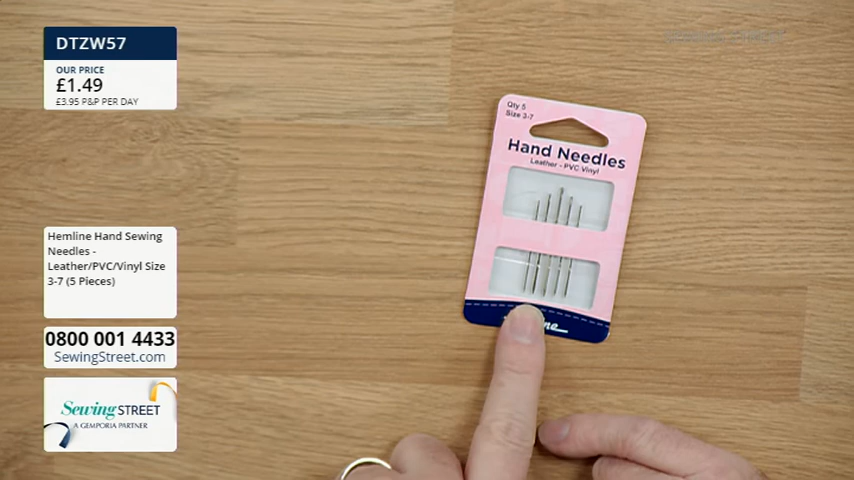 DTZW57
OUR PRICE
£1.49
£3.95 P&P PER DAY
Hemline Hand Sewing
Needles -
Leather/PVC/Vinyl Size
3-7 (5 Pieces)
0800 001 4433
SewingStreet.com
Sewing STREET
A GEMPORIA PARTNER
Qty 5
Size 3-7
Hand Needles
Leather - PVC Vinyl